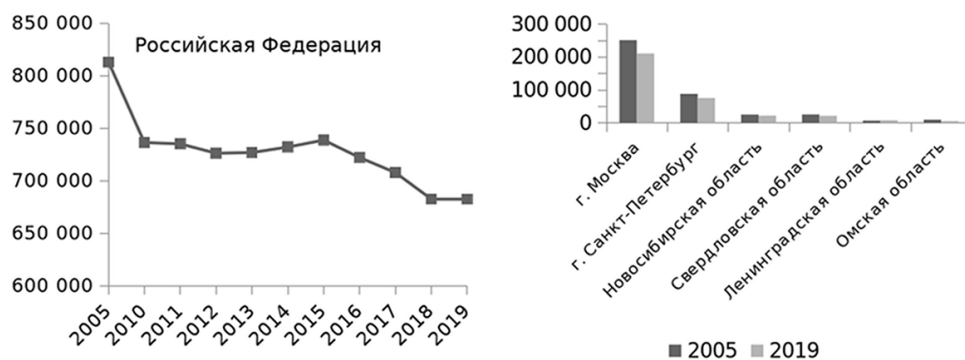 850 000
Российская Федерация
800 000
750 000
700 000
650 000
600 000
2005 2010 2011 2012 2013 2014 2015 2016 2017 2018 2019
300 000
200 000
100 000
0
г. Москва
г. Санкт-Петербург
Новосибирская область
Свердловская область
Ленинградская область
Омская область
2005 2019